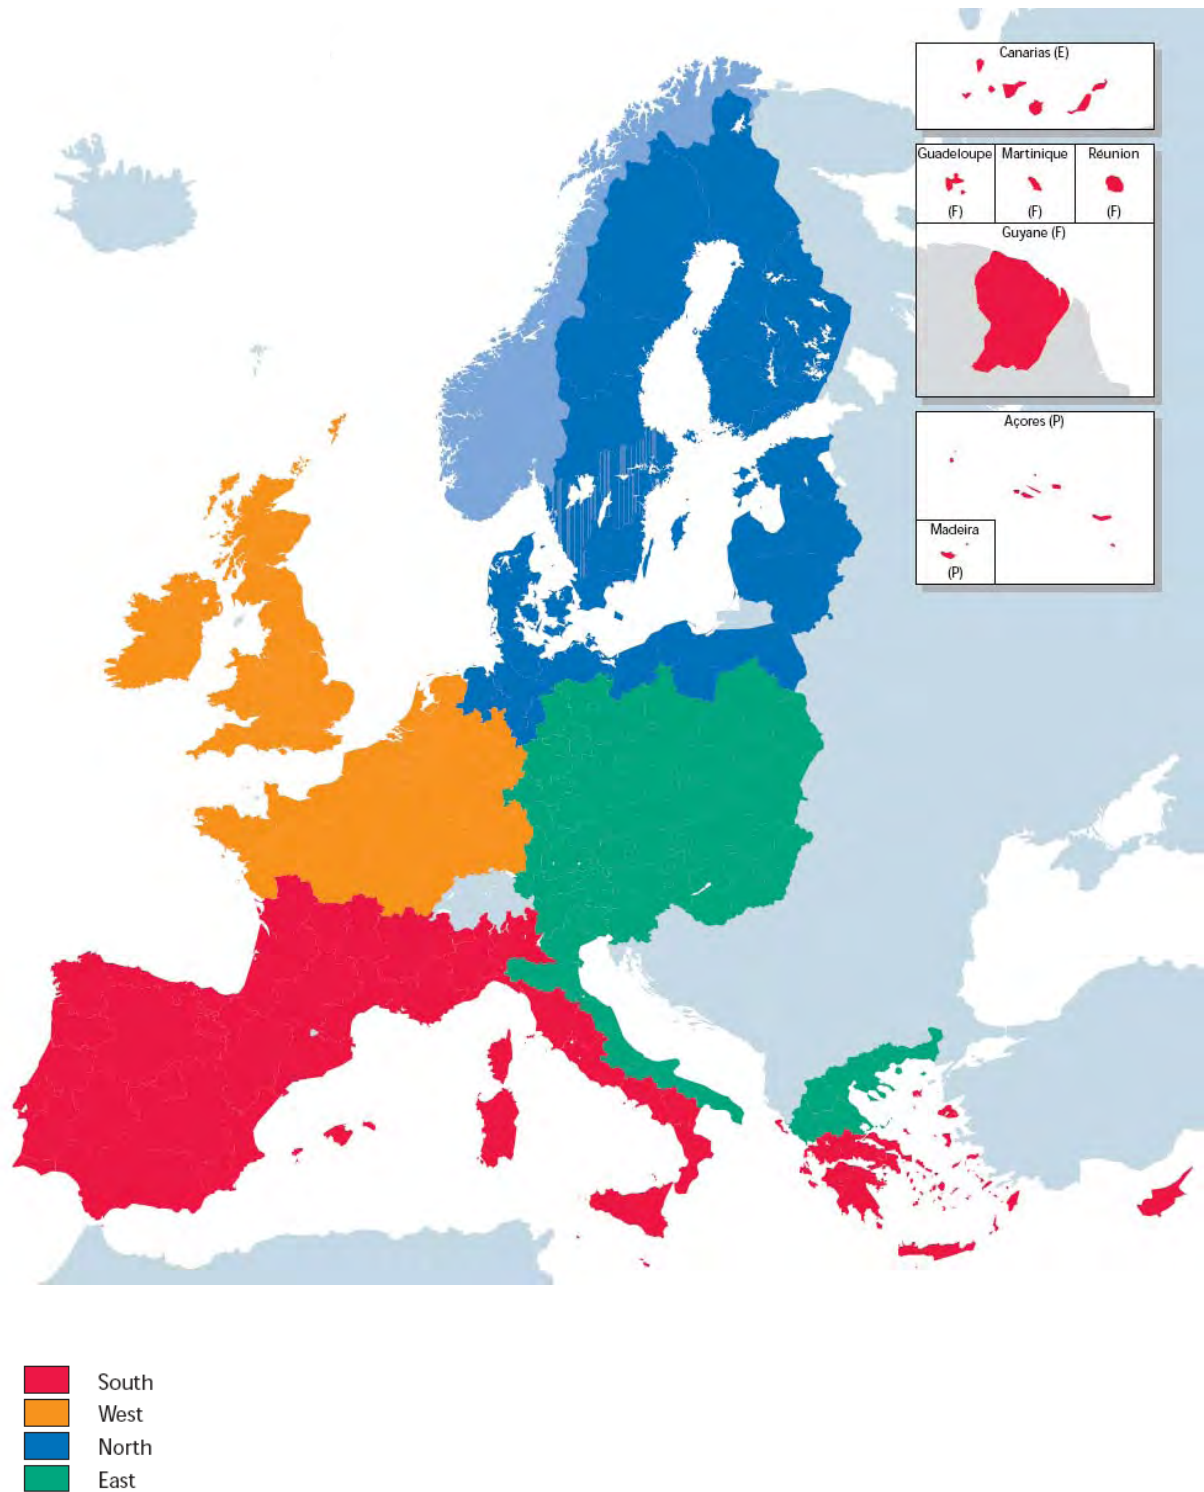 Canarias (E)
Guadeloupe
Martinique
Réunion
(F)
(F)
(F)
Guyane (F)
Açores (P)
Madeira
(P)
South
West
North
East